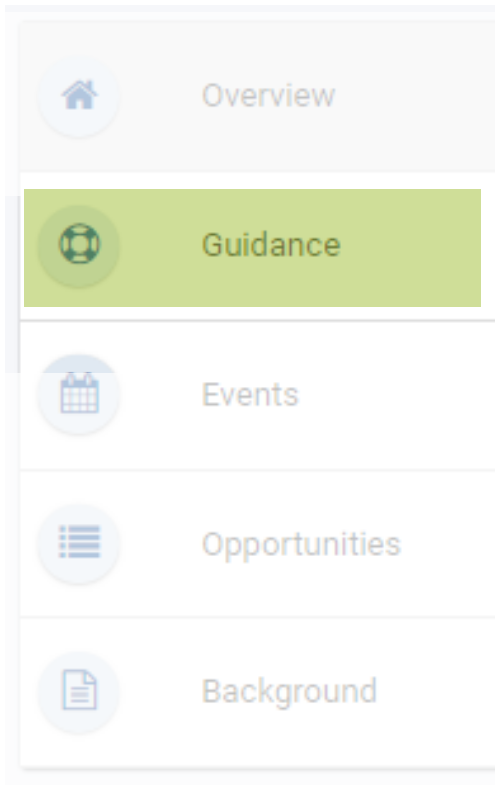 Overview
Guidance
Events
Opportunities
Background